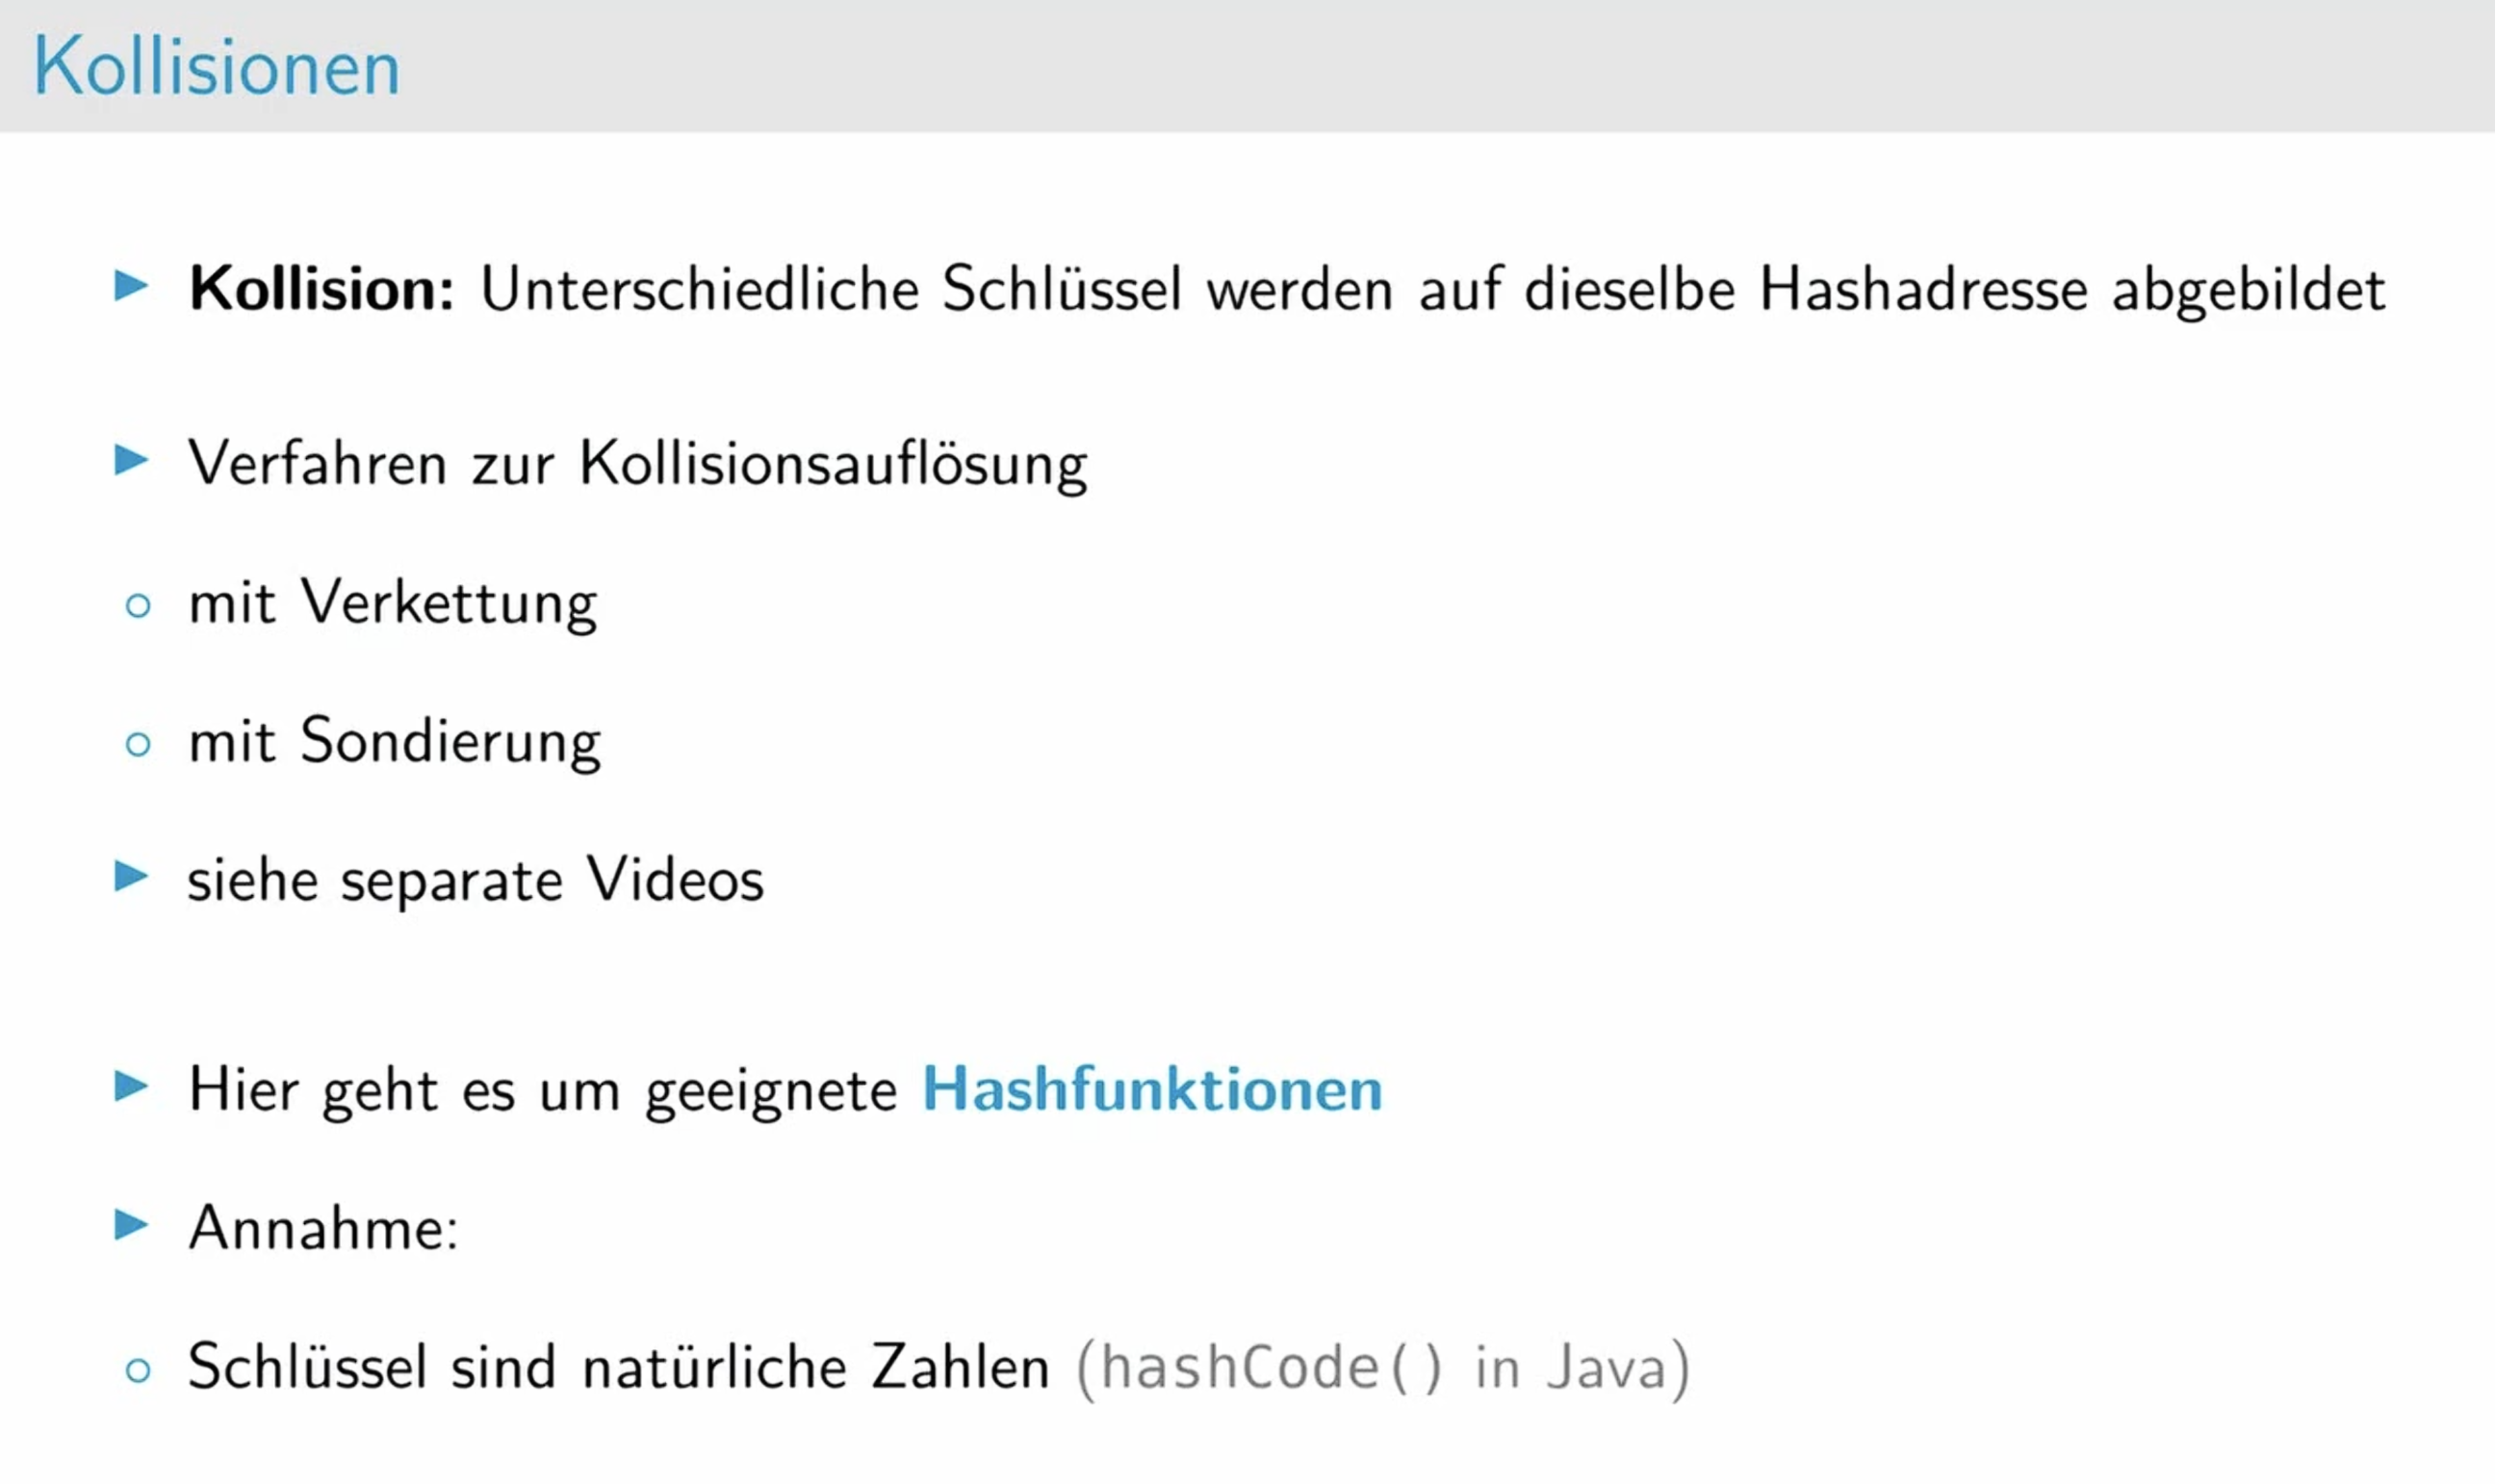 Kollisionen
Kollision: Unterschiedliche Schlüssel werden auf dieselbe Hashadresse abgebildet
Verfahren zur Kollisionsauflösung
mit Verkettung
mit Sondierung
siehe separate Videos
Hier geht es um geeignete Hashfunktionen
Annahme:
Schlüssel sind natürliche Zahlen (hashCode() in Java)